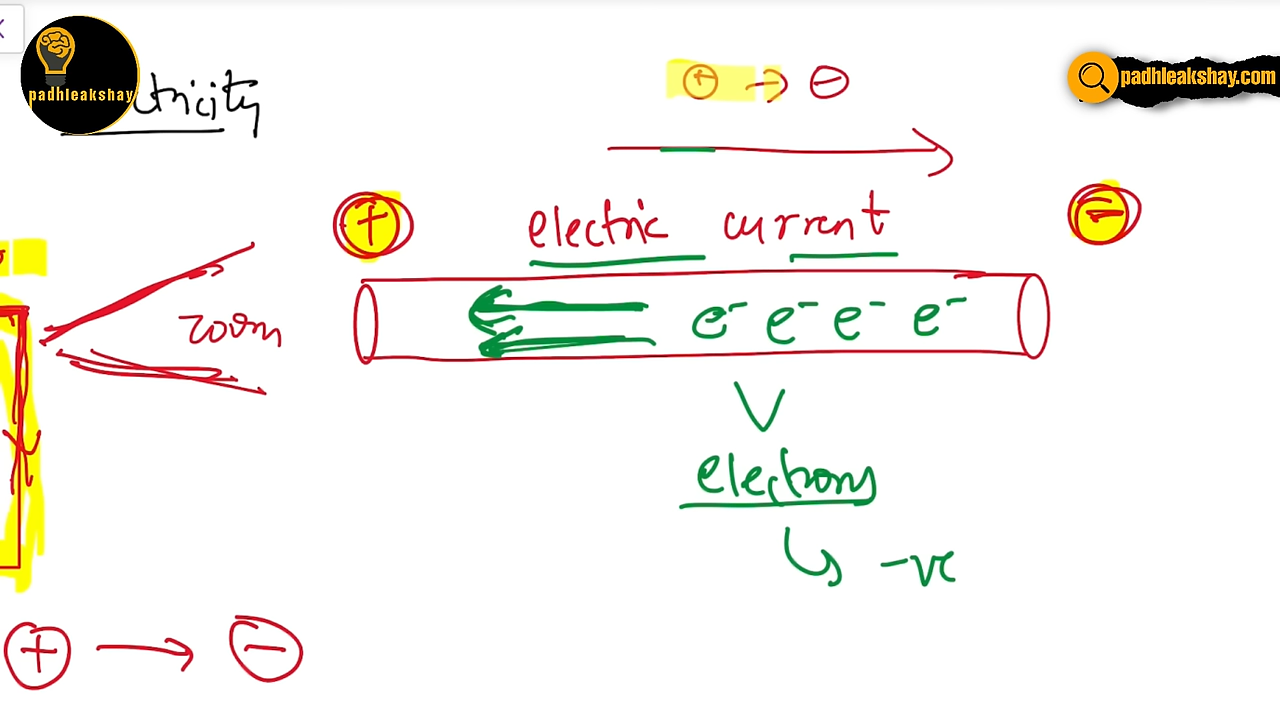 padhleakshay
tricity
+ → −
padhleakshay.com
+ electric current −
zoom
e⁻ e⁻ e⁻ e⁻
electrons
-ve
+ → −